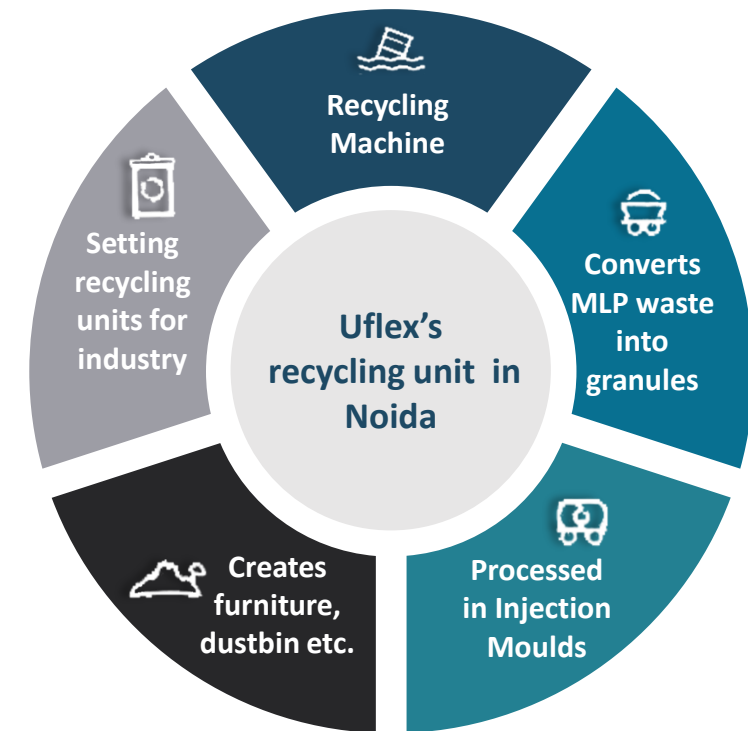 Recycling
Machine
Converts
MLP waste
into
granules
Processed
in Injection
Moulds
Creates
furniture,
dustbin etc.
Setting
recycling
units for
industry
Uflex’s
recycling unit in
Noida